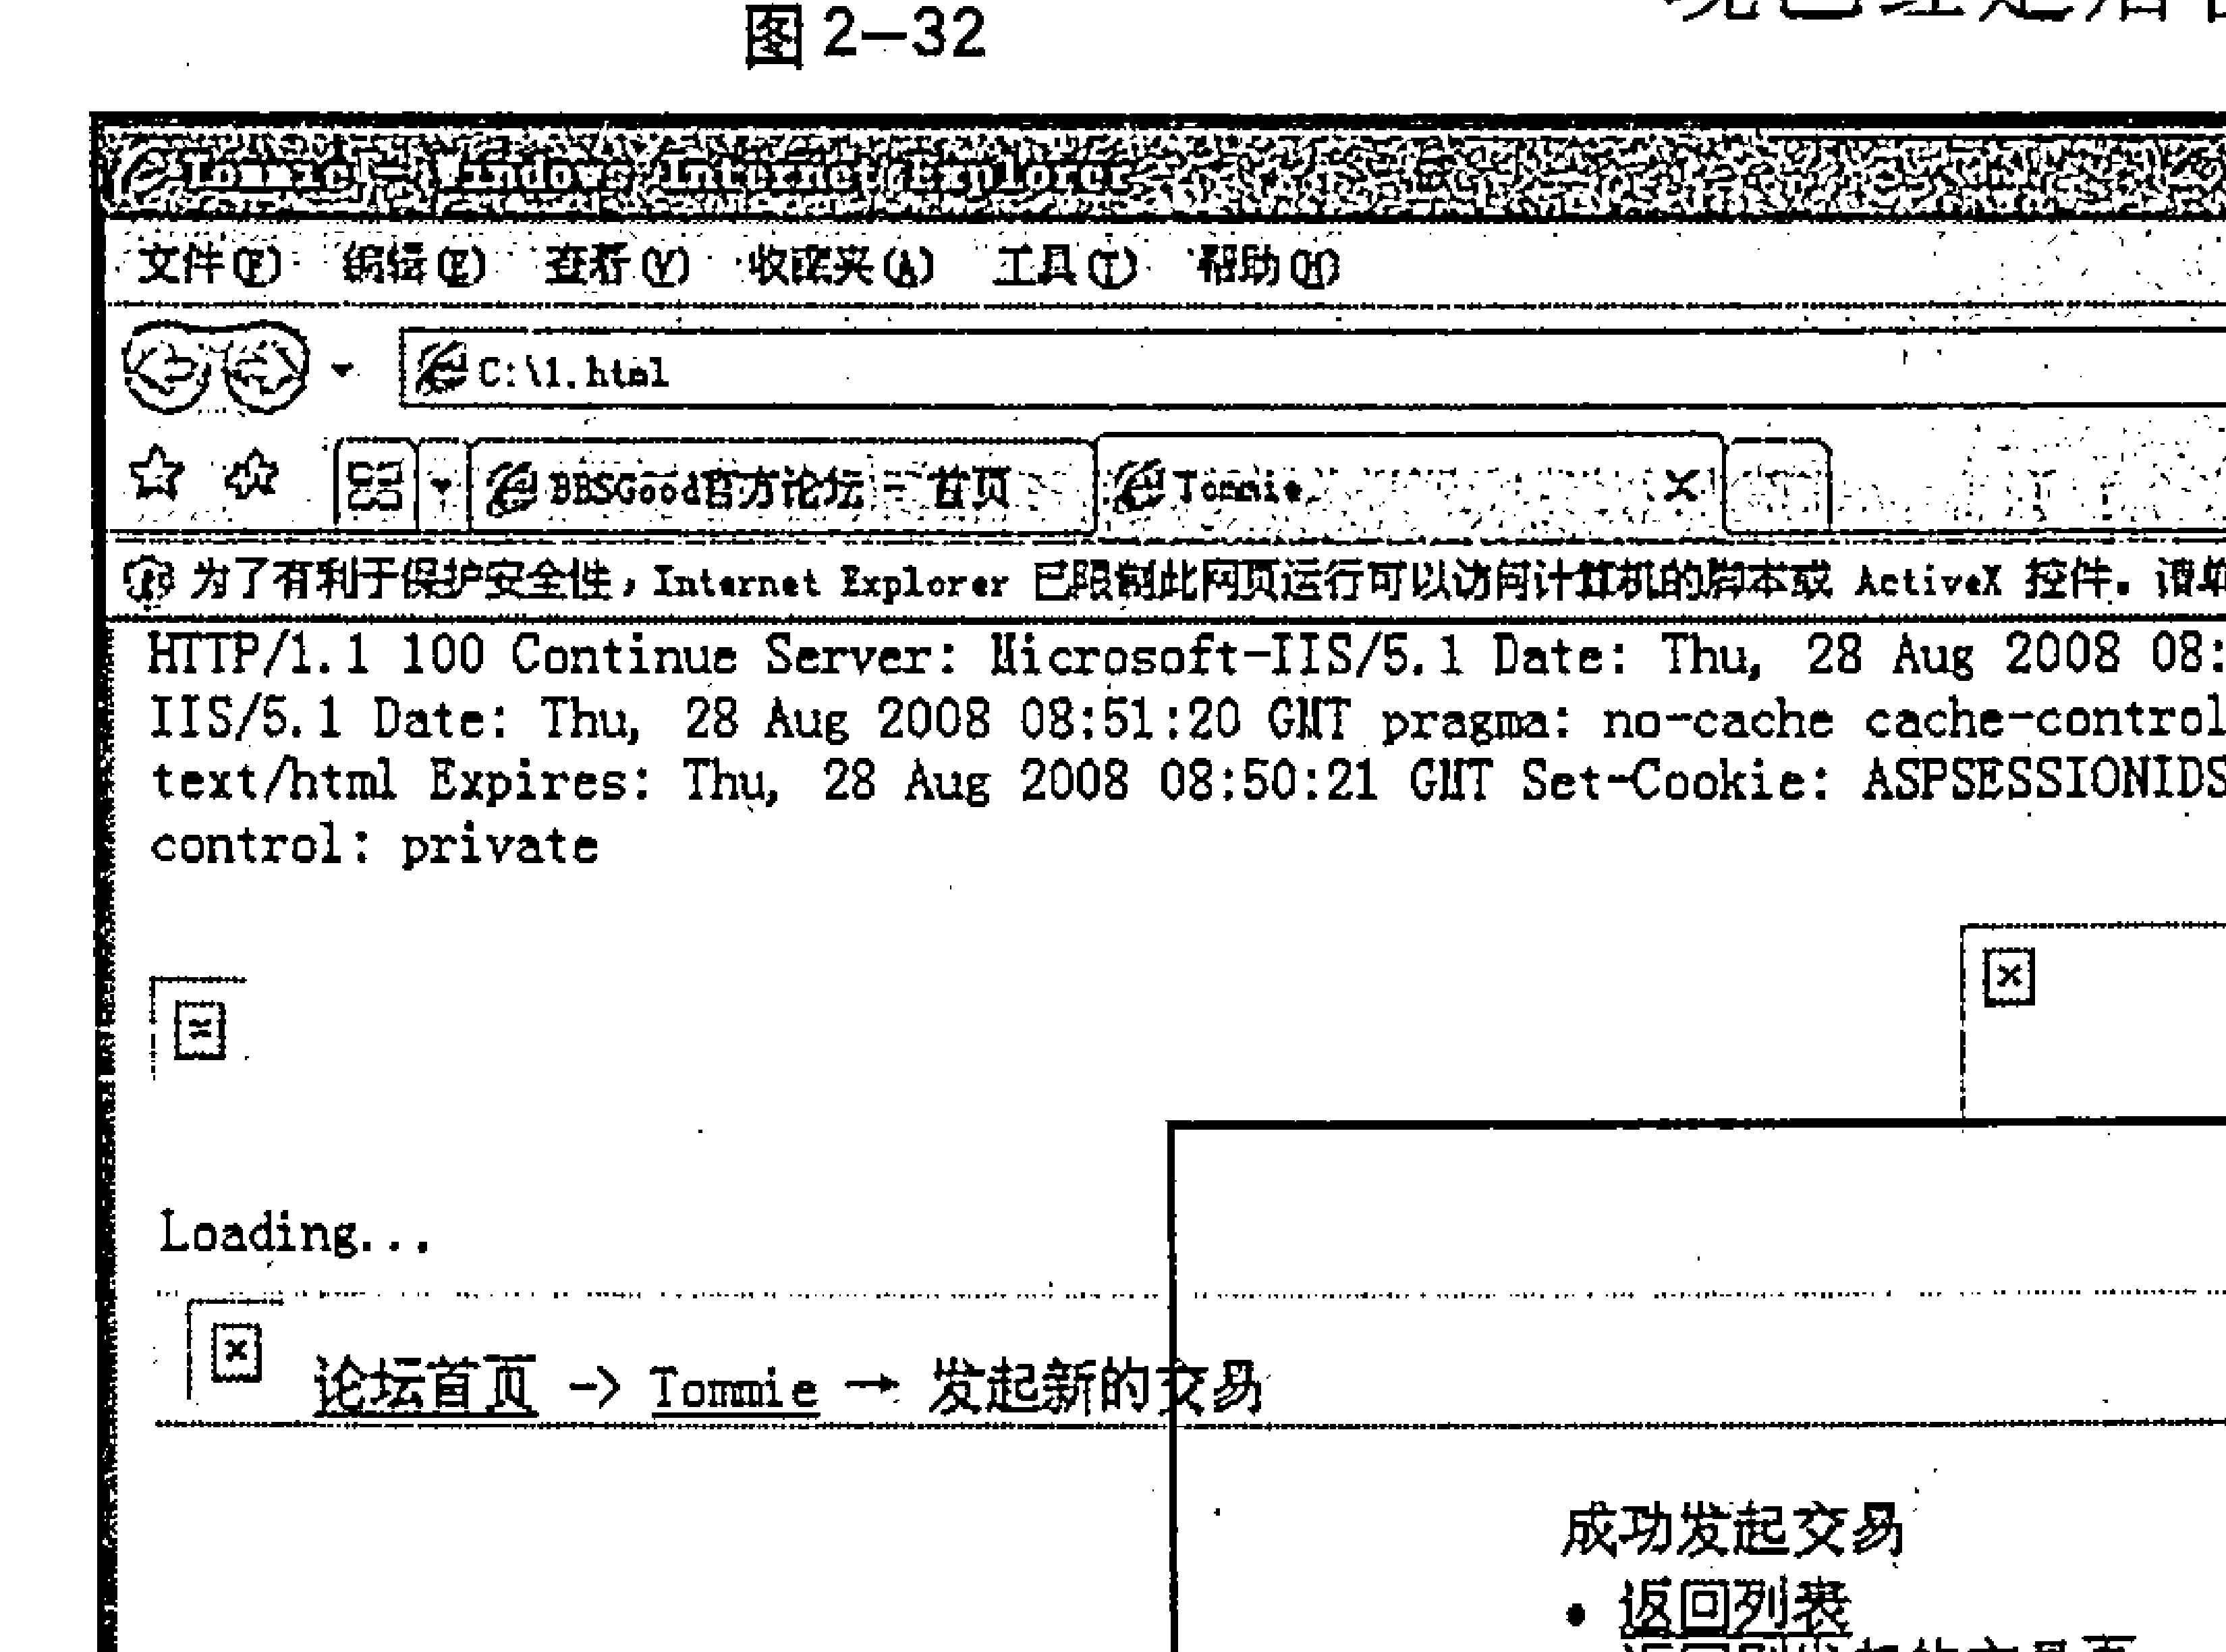 图2-32
Tommie - Windows Internet Explorer
文件(F) 编辑(E) 查看(V) 收藏夹(A) 工具(T) 帮助(H)
C:\1.html
BBSGood官方论坛 - 首页 Tommie
为了有利于保护安全性,Internet Explorer 已限制此网页运行可以访问计算机的脚本或 ActiveX 控件。请单
HTTP/1.1 100 Continue Server: Microsoft-IIS/5.1 Date: Thu, 28 Aug 2008 08:
IIS/5.1 Date: Thu, 28 Aug 2008 08:51:20 GMT pragma: no-cache cache-control
text/html Expires: Thu, 28 Aug 2008 08:50:21 GMT Set-Cookie: ASPSESSIONIDS
control: private
Loading...
论坛首页 -> Tommie → 发起新的交易
成功发起交易
• 返回列表